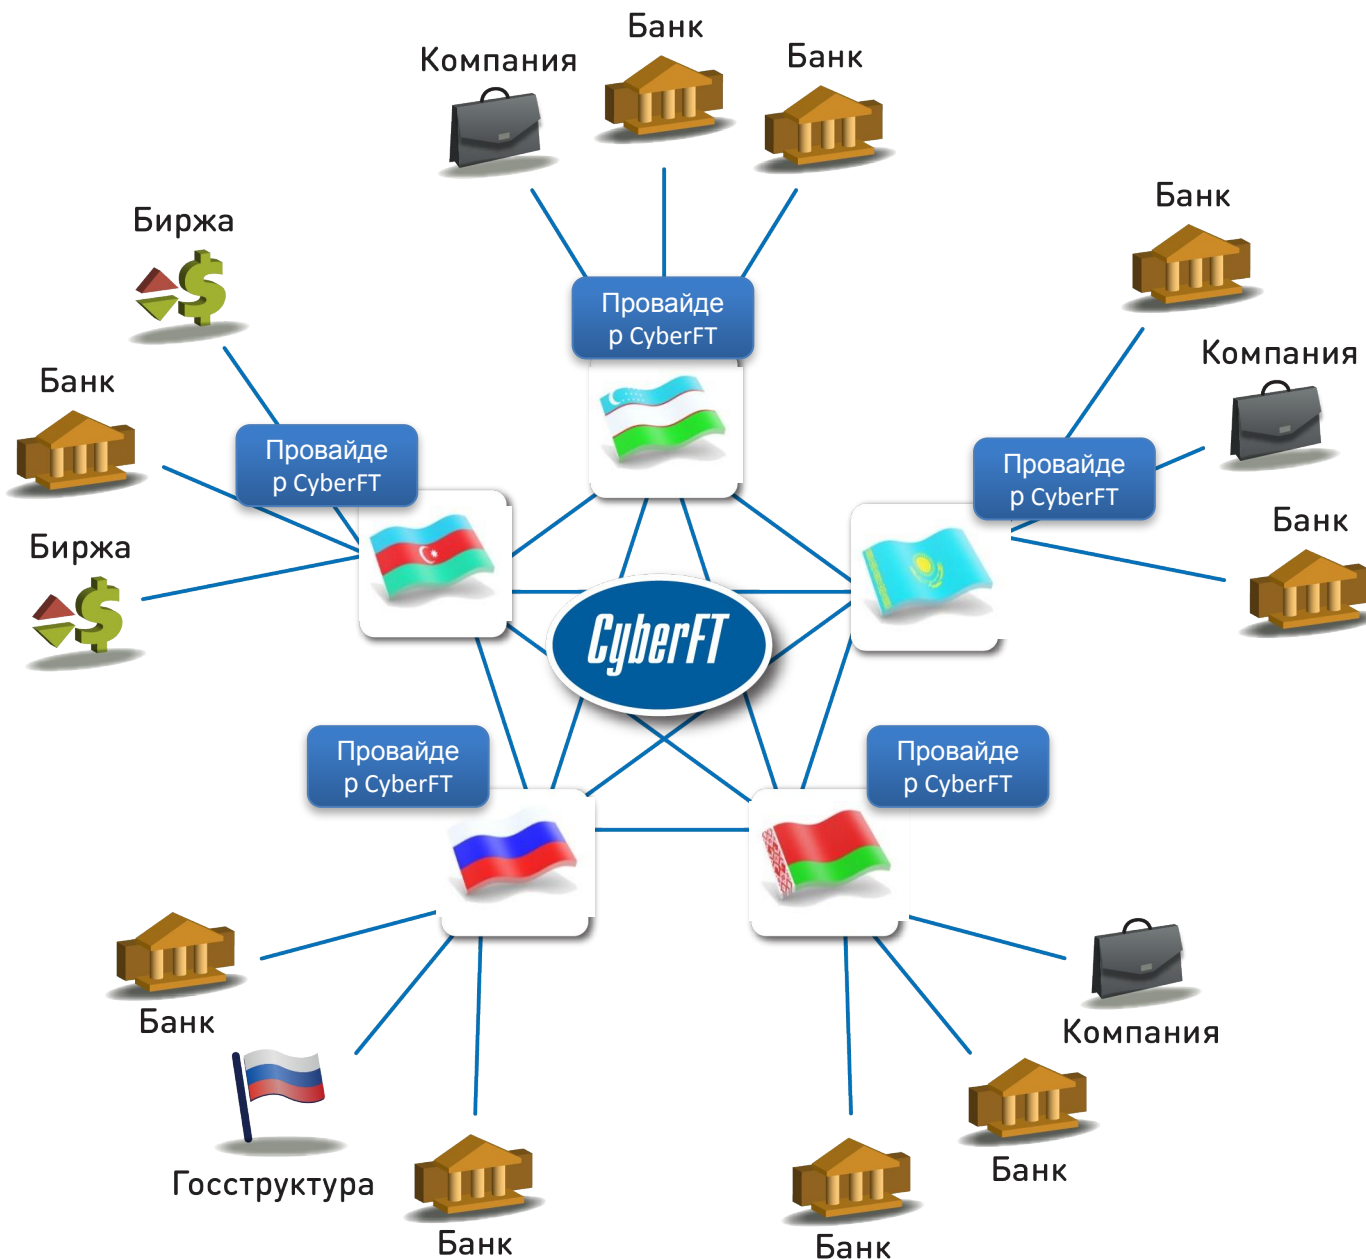 Банк
Компания
Банк
Банк
Биржа
Провайде
р CyberFT
Компания
Банк
Провайде
р CyberFT
Провайде
р CyberFT
Банк
Биржа
CyberFT
Провайде
р CyberFT
Провайде
р CyberFT
Банк
Компания
Госструктура
Банк
Банк
Банк